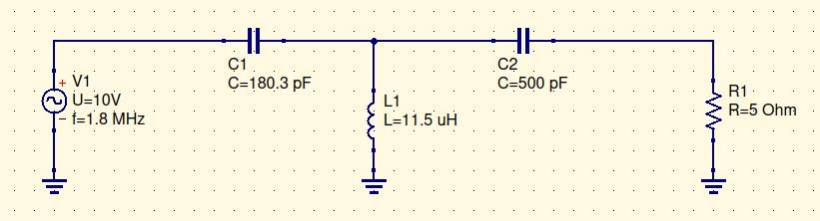 C1
C=180.3 pF
C2
C=500 pF
+ V1
U=10V
− f=1.8 MHz
L1
L=11.5 uH
R1
R=5 Ohm